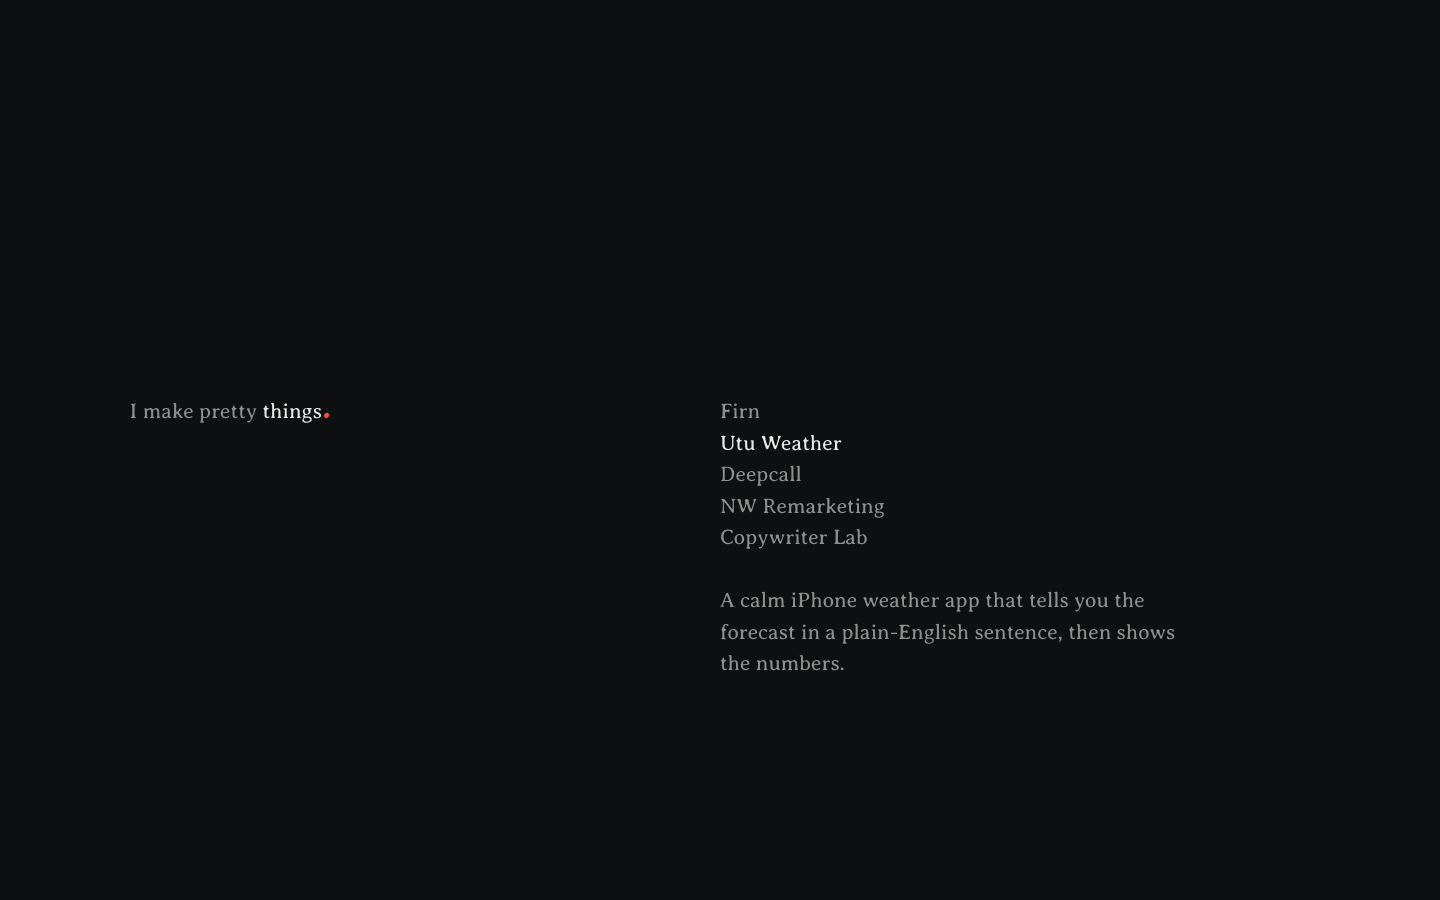 I make pretty things.
Firn
Utu Weather
Deepcall
NW Remarketing
Copywriter Lab
A calm iPhone weather app that tells you the
forecast in a plain-English sentence, then shows
the numbers.